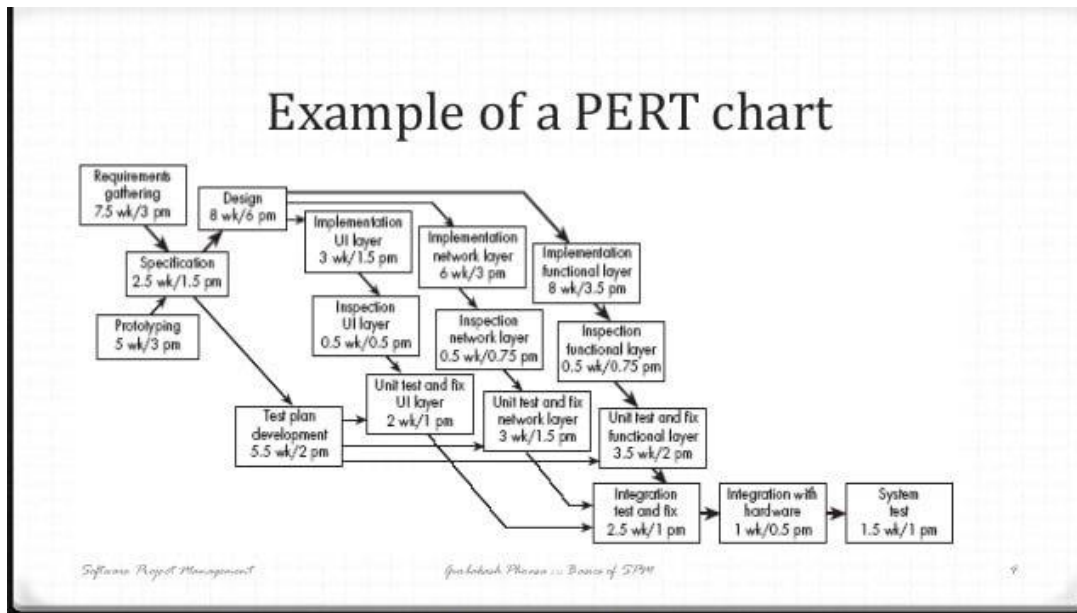 Example of a PERT chart
Requirements
gathering
7.5 wk/3 pm
Design
8 wk/6 pm
Specification
2.5 wk/1.5 pm
Prototyping
5 wk/3 pm
Implementation
UI layer
3 wk/1.5 pm
Implementation
network layer
6 wk/3 pm
Implementation
functional layer
8 wk/3.5 pm
Inspection
UI layer
0.5 wk/0.5 pm
Inspection
network layer
0.5 wk/0.75 pm
Inspection
functional layer
0.5 wk/0.75 pm
Test plan
development
5.5 wk/2 pm
Unit test and fix
UI layer
2 wk/1 pm
Unit test and fix
network layer
3 wk/1.5 pm
Unit test and fix
functional layer
3.5 wk/2 pm
Integration
test and fix
2.5 wk/1 pm
Integration with
hardware
1 wk/0.5 pm
System
test
1.5 wk/1 pm
Software Project Management
Basics of SPM
9